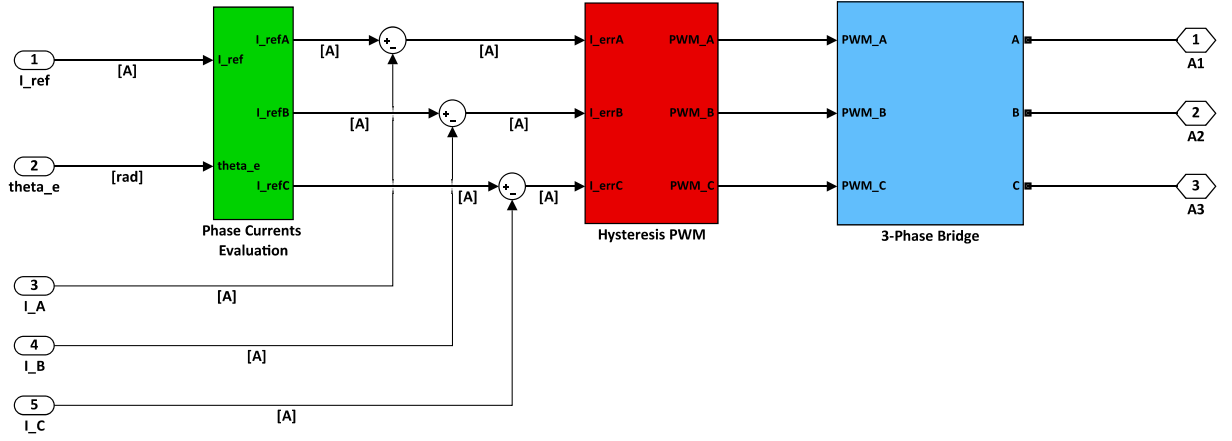 I_refA
[A]
+
-
[A]
I_errA
PWM_A
PWM_A
A
1
A1
1
I_ref
[A]
I_ref
I_refB
[A]
+
-
[A]
I_errB
PWM_B
PWM_B
B
2
A2
2
theta_e
[rad]
theta_e
I_refC
[A]
+
-
[A]
I_errC
PWM_C
PWM_C
C
3
A3
Phase Currents
Evaluation
Hysteresis PWM
3-Phase Bridge
3
I_A
[A]
4
I_B
[A]
5
I_C
[A]